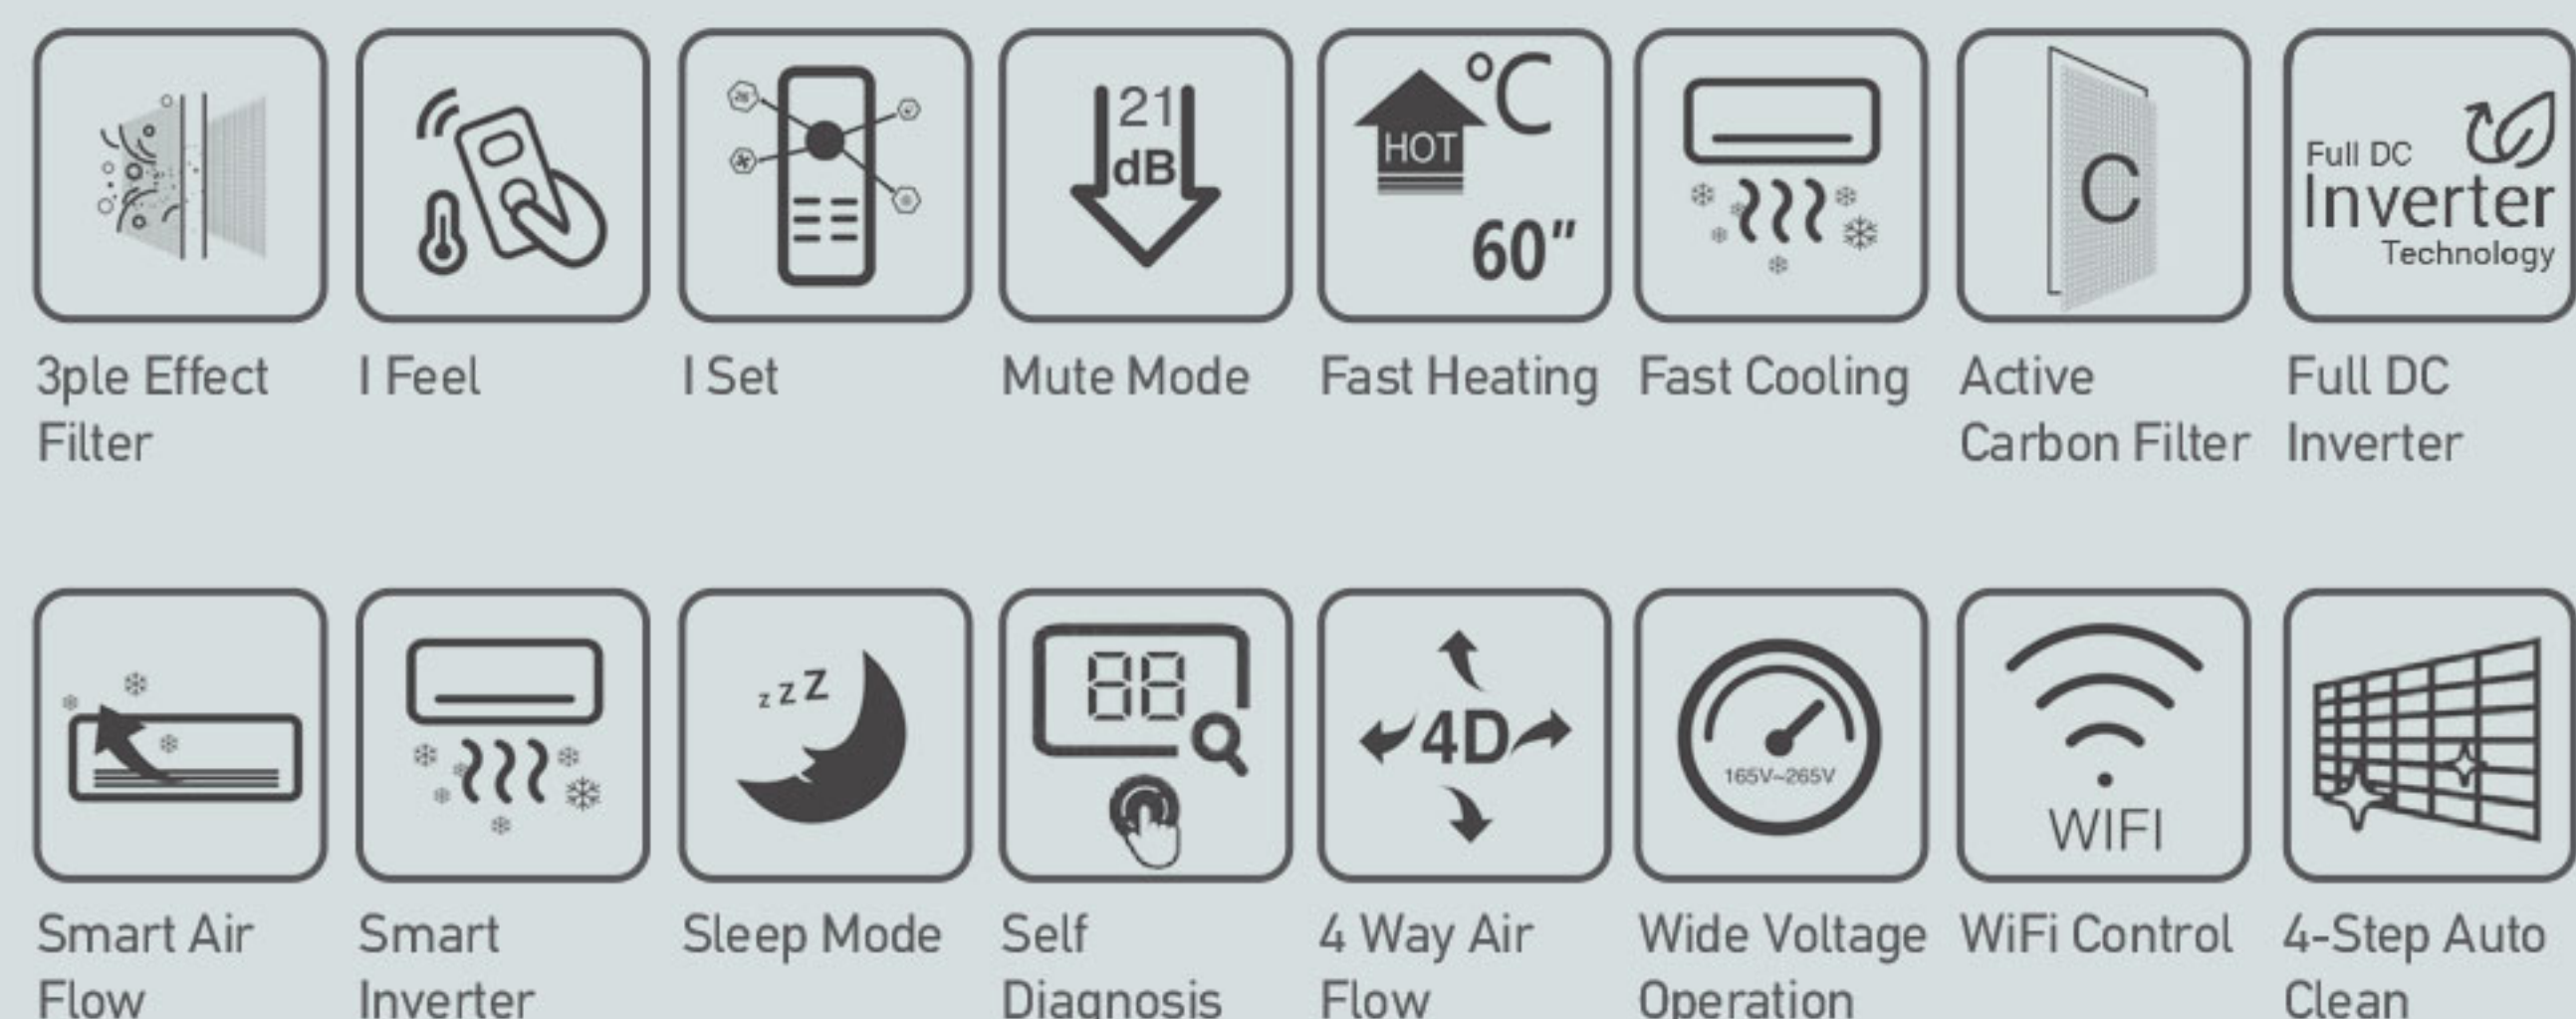 21
dB
°C
HOT
60"
C
Full DC
Inverter
Technology
3ple Effect
Filter
I Feel
I Set
Mute Mode
Fast Heating
Fast Cooling
Active
Carbon Filter
Full DC
Inverter
zzZ
88
4D
165V~265V
WIFI
Smart Air
Flow
Smart
Inverter
Sleep Mode
Self
Diagnosis
4 Way Air
Flow
Wide Voltage
Operation
WiFi Control
4-Step Auto
Clean